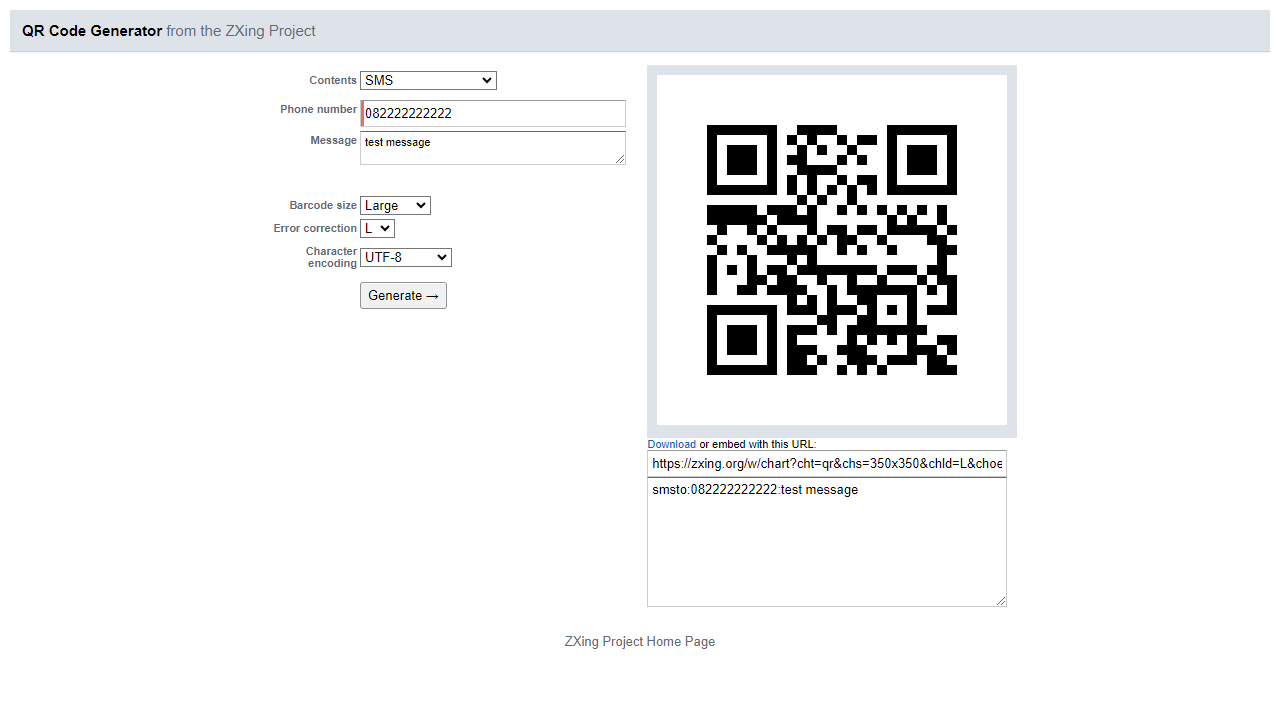 QR Code Generator from the ZXing Project
Contents SMS
Phone number 082222222222
Message test message
Barcode size Large
Error correction L
Character encoding UTF-8
Generate →
Download or embed with this URL:
https://zxing.org/w/chart?cht=qr&chs=350x350&chld=L&choe
smsto:082222222222:test message
ZXing Project Home Page